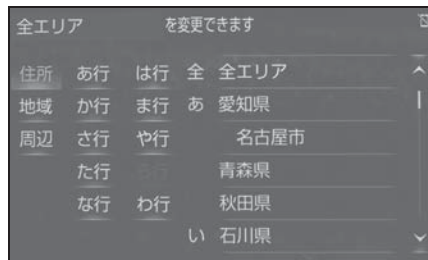 全エリア を変更できます
住所 あ行 は行 全 全エリア
地域 か行 ま行 あ 愛知県
周辺 さ行 や行 名古屋市
た行 ら行 青森県
な行 わ行 秋田県
い 石川県